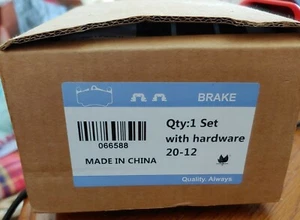 BRAKE
066588
MADE IN CHINA
Qty:1 Set
with hardware
20-12
Quality, Always